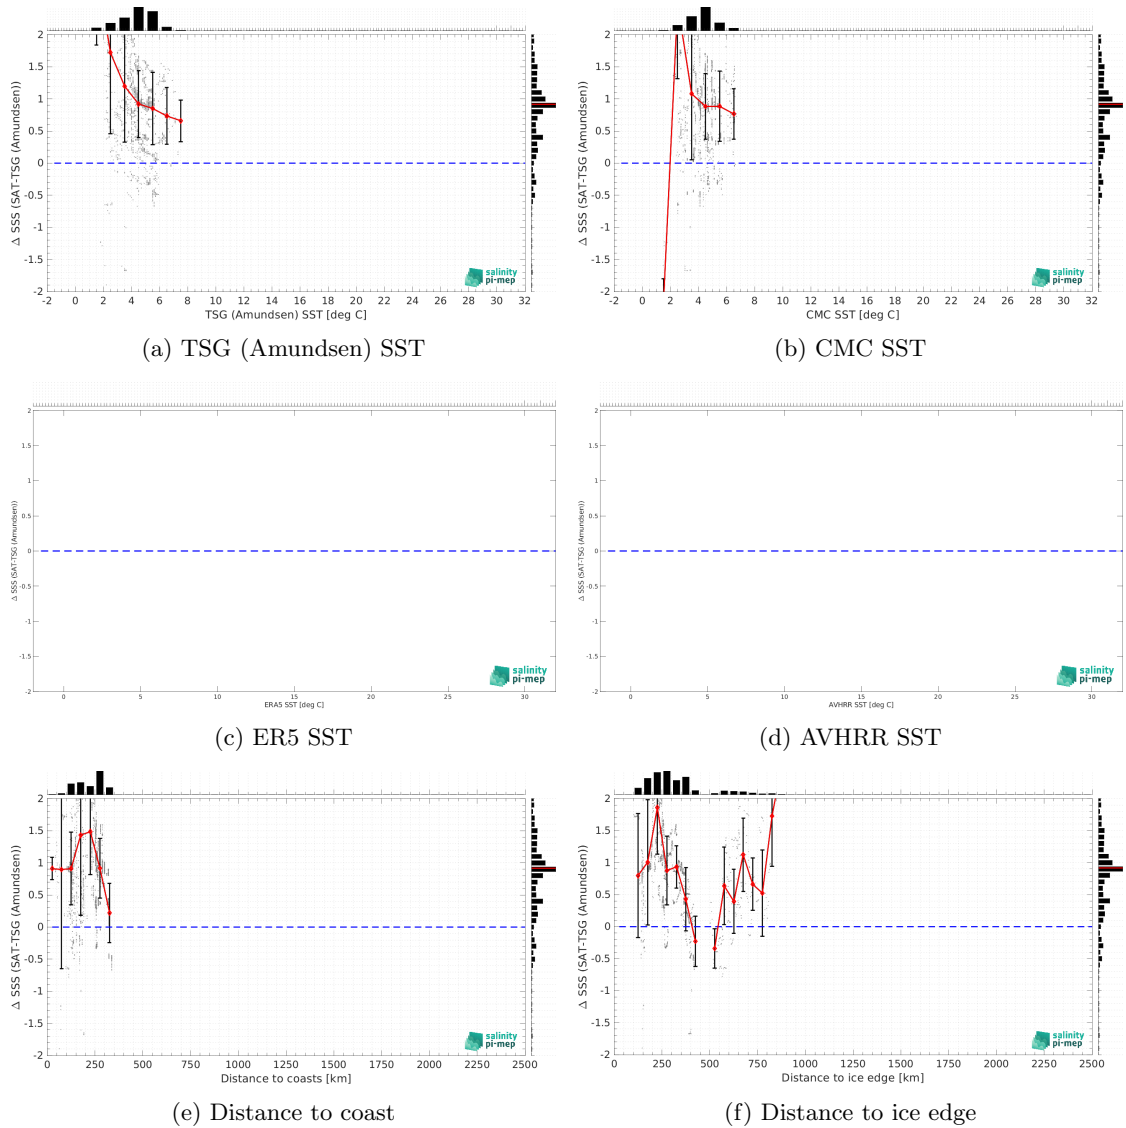 2
1.5
1
0.5
0
-0.5
-1
-1.5
-2
Δ SSS (SAT-TSG (Amundsen))
-2 0 2 4 6 8 10 12 14 16 18 20 22 24 26 28 30 32
TSG (Amundsen) SST [deg C]
salinity
pi-mep
(a) TSG (Amundsen) SST
2
1.5
1
0.5
0
-0.5
-1
-1.5
-2
Δ SSS (SAT-TSG (Amundsen))
-2 0 2 4 6 8 10 12 14 16 18 20 22 24 26 28 30 32
CMC SST [deg C]
salinity
pi-mep
(b) CMC SST
2
1.5
1
0.5
0
-0.5
-1
-1.5
-2
Δ SSS (SAT-TSG (Amundsen))
0 5 10 15 20 25 30
ERA5 SST [deg C]
salinity
pi-mep
(c) ER5 SST
2
1.5
1
0.5
0
-0.5
-1
-1.5
-2
Δ SSS (SAT-TSG (Amundsen))
0 5 10 15 20 25 30
AVHRR SST [deg C]
salinity
pi-mep
(d) AVHRR SST
2
1.5
1
0.5
0
-0.5
-1
-1.5
-2
Δ SSS (SAT-TSG (Amundsen))
0 250 500 750 1000 1250 1500 1750 2000 2250 2500
Distance to coasts [km]
salinity
pi-mep
(e) Distance to coast
2
1.5
1
0.5
0
-0.5
-1
-1.5
-2
Δ SSS (SAT-TSG (Amundsen))
0 250 500 750 1000 1250 1500 1750 2000 2250 2500
Distance to ice edge [km]
salinity
pi-mep
(f) Distance to ice edge